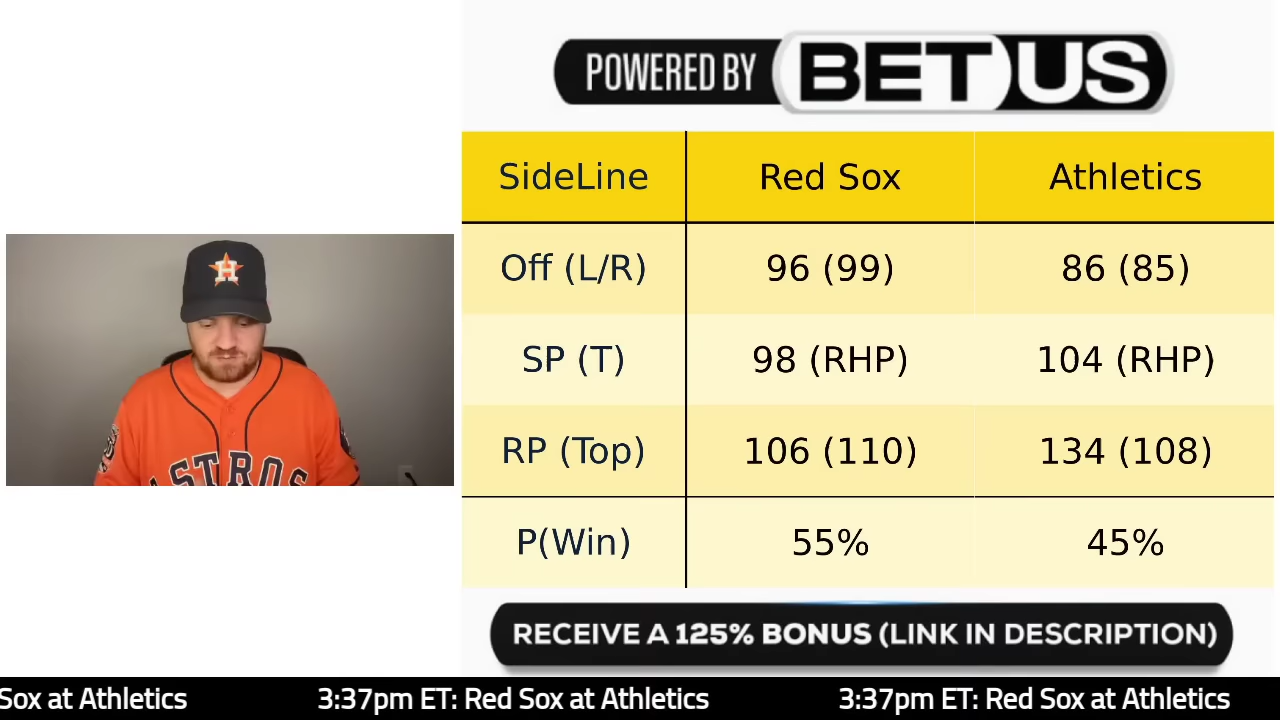 POWERED BY BET US
SideLine Red Sox Athletics
Off (L/R) 96 (99) 86 (85)
SP (T) 98 (RHP) 104 (RHP)
RP (Top) 106 (110) 134 (108)
P(Win) 55% 45%
H
ASTROS
RECEIVE A 125% BONUS (LINK IN DESCRIPTION)
Sox at Athletics 3:37pm ET: Red Sox at Athletics 3:37pm ET: Red Sox at Athletics